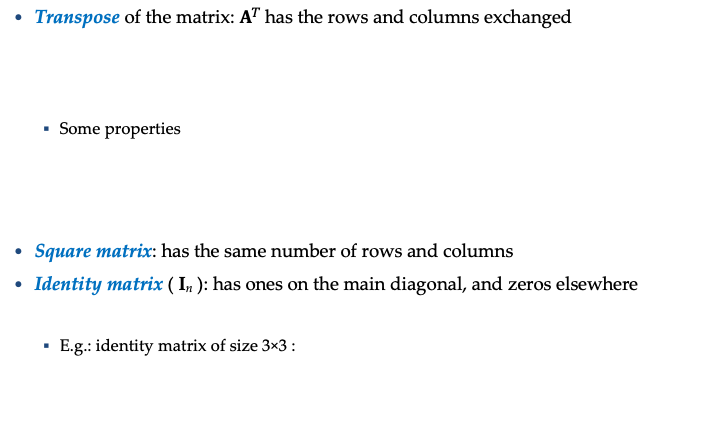 • Transpose of the matrix: Aᵀ has the rows and columns exchanged
▪ Some properties
• Square matrix: has the same number of rows and columns
• Identity matrix ( Iₙ ): has ones on the main diagonal, and zeros elsewhere
▪ E.g.: identity matrix of size 3×3 :